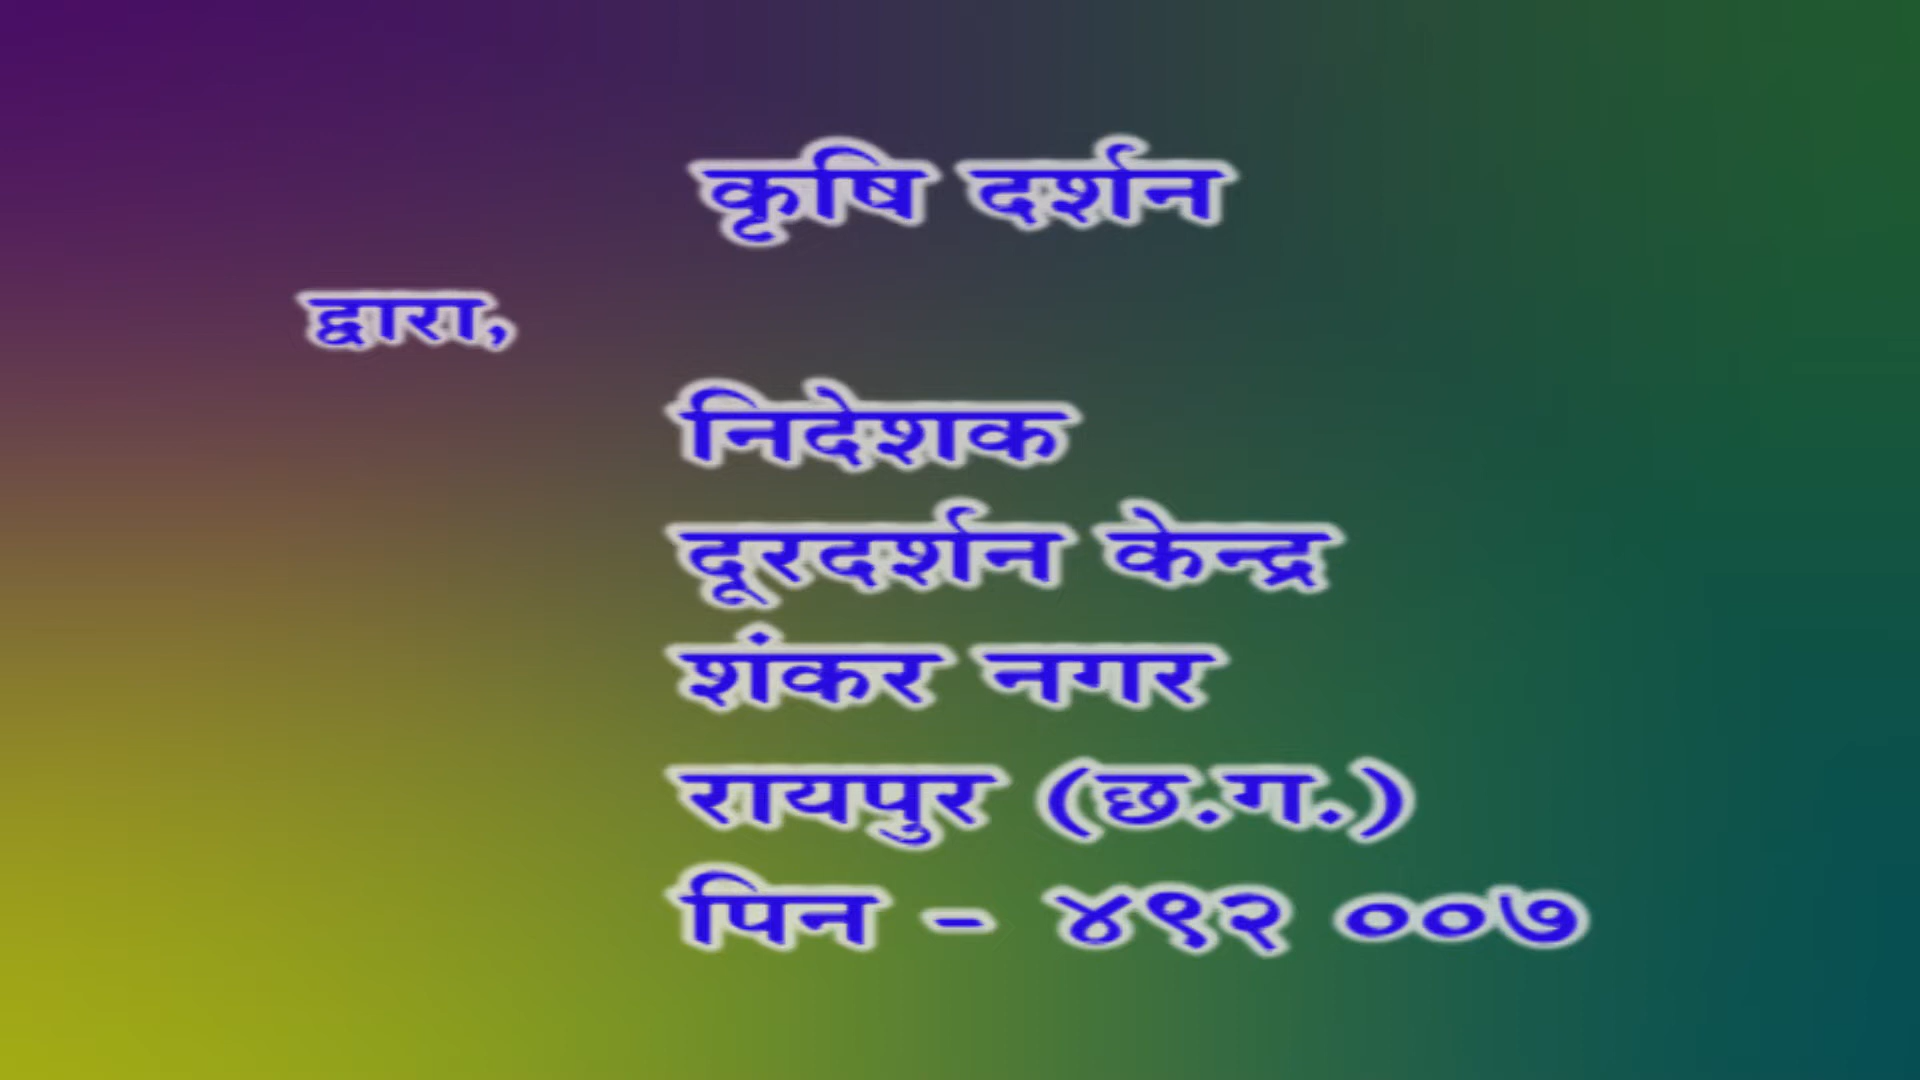 कृषि दर्शन
द्वारा,
निदेशक
दूरदर्शन केन्द्र
शंकर नगर
रायपुर (छ.ग.)
पिन - ४९२ ००७